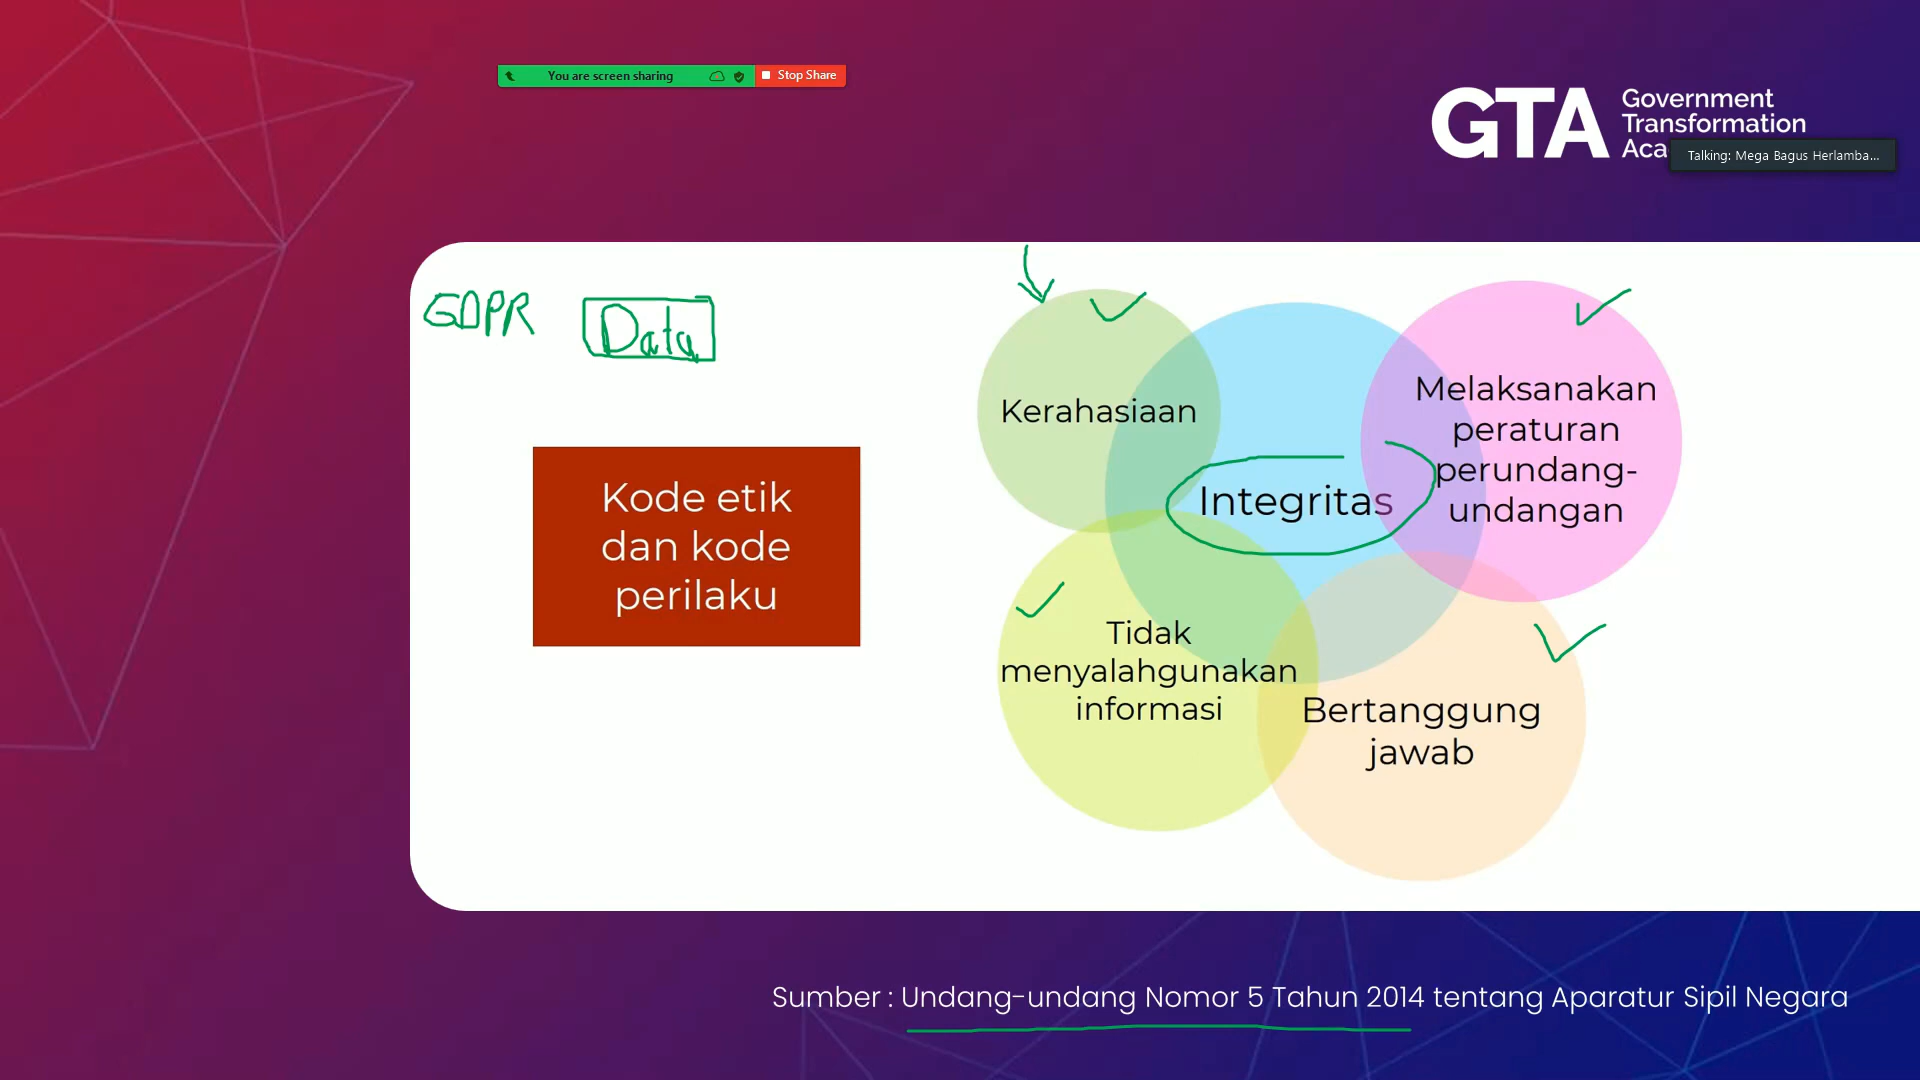 You are screen sharing
Stop Share
GTA
Government
Transformation
Talking: Mega Bagus Herlamba...
GDPR
Data
Kode etik
dan kode
perilaku
Kerahasiaan
Integritas
Melaksanakan
peraturan
perundang-
undangan
Tidak
menyalahgunakan
informasi
Bertanggung
jawab
Sumber : Undang-undang Nomor 5 Tahun 2014 tentang Aparatur Sipil Negara